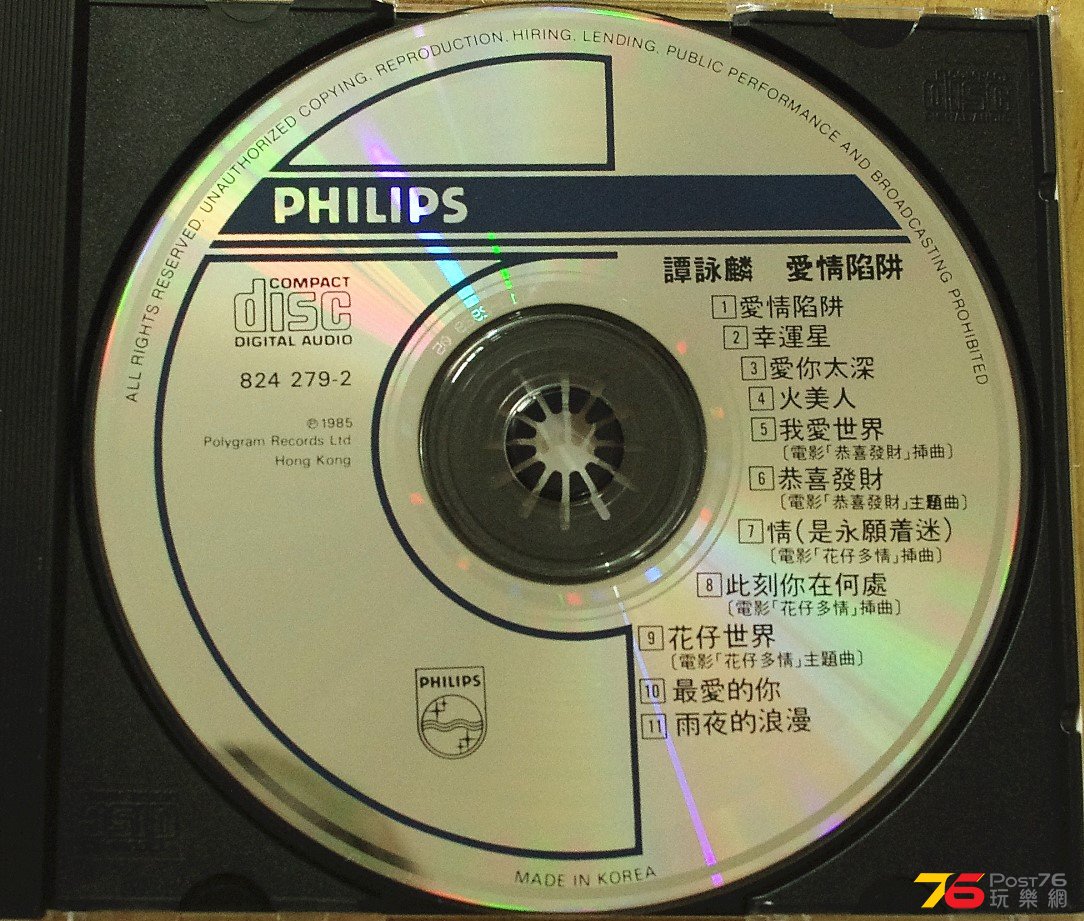 ALL RIGHTS RESERVED. UNAUTHORIZED COPYING, REPRODUCTION, HIRING, LENDING, PUBLIC PERFORMANCE AND BROADCASTING PROHIBITED
PHILIPS
COMPACT
disc
DIGITAL AUDIO
824 279-2
℗1985
Polygram Records Ltd
Hong Kong
譚詠麟 愛情陷阱
1 愛情陷阱
2 幸運星
3 愛你太深
4 火美人
5 我愛世界
〔電影「恭喜發財」插曲〕
6 恭喜發財
〔電影「恭喜發財」主題曲〕
7 情(是永願着迷)
〔電影「花仔多情」插曲〕
8 此刻你在何處
〔電影「花仔多情」插曲〕
9 花仔世界
〔電影「花仔多情」主題曲〕
10 最愛的你
11 雨夜的浪漫
PHILIPS
MADE IN KOREA
76 Post76
玩樂網